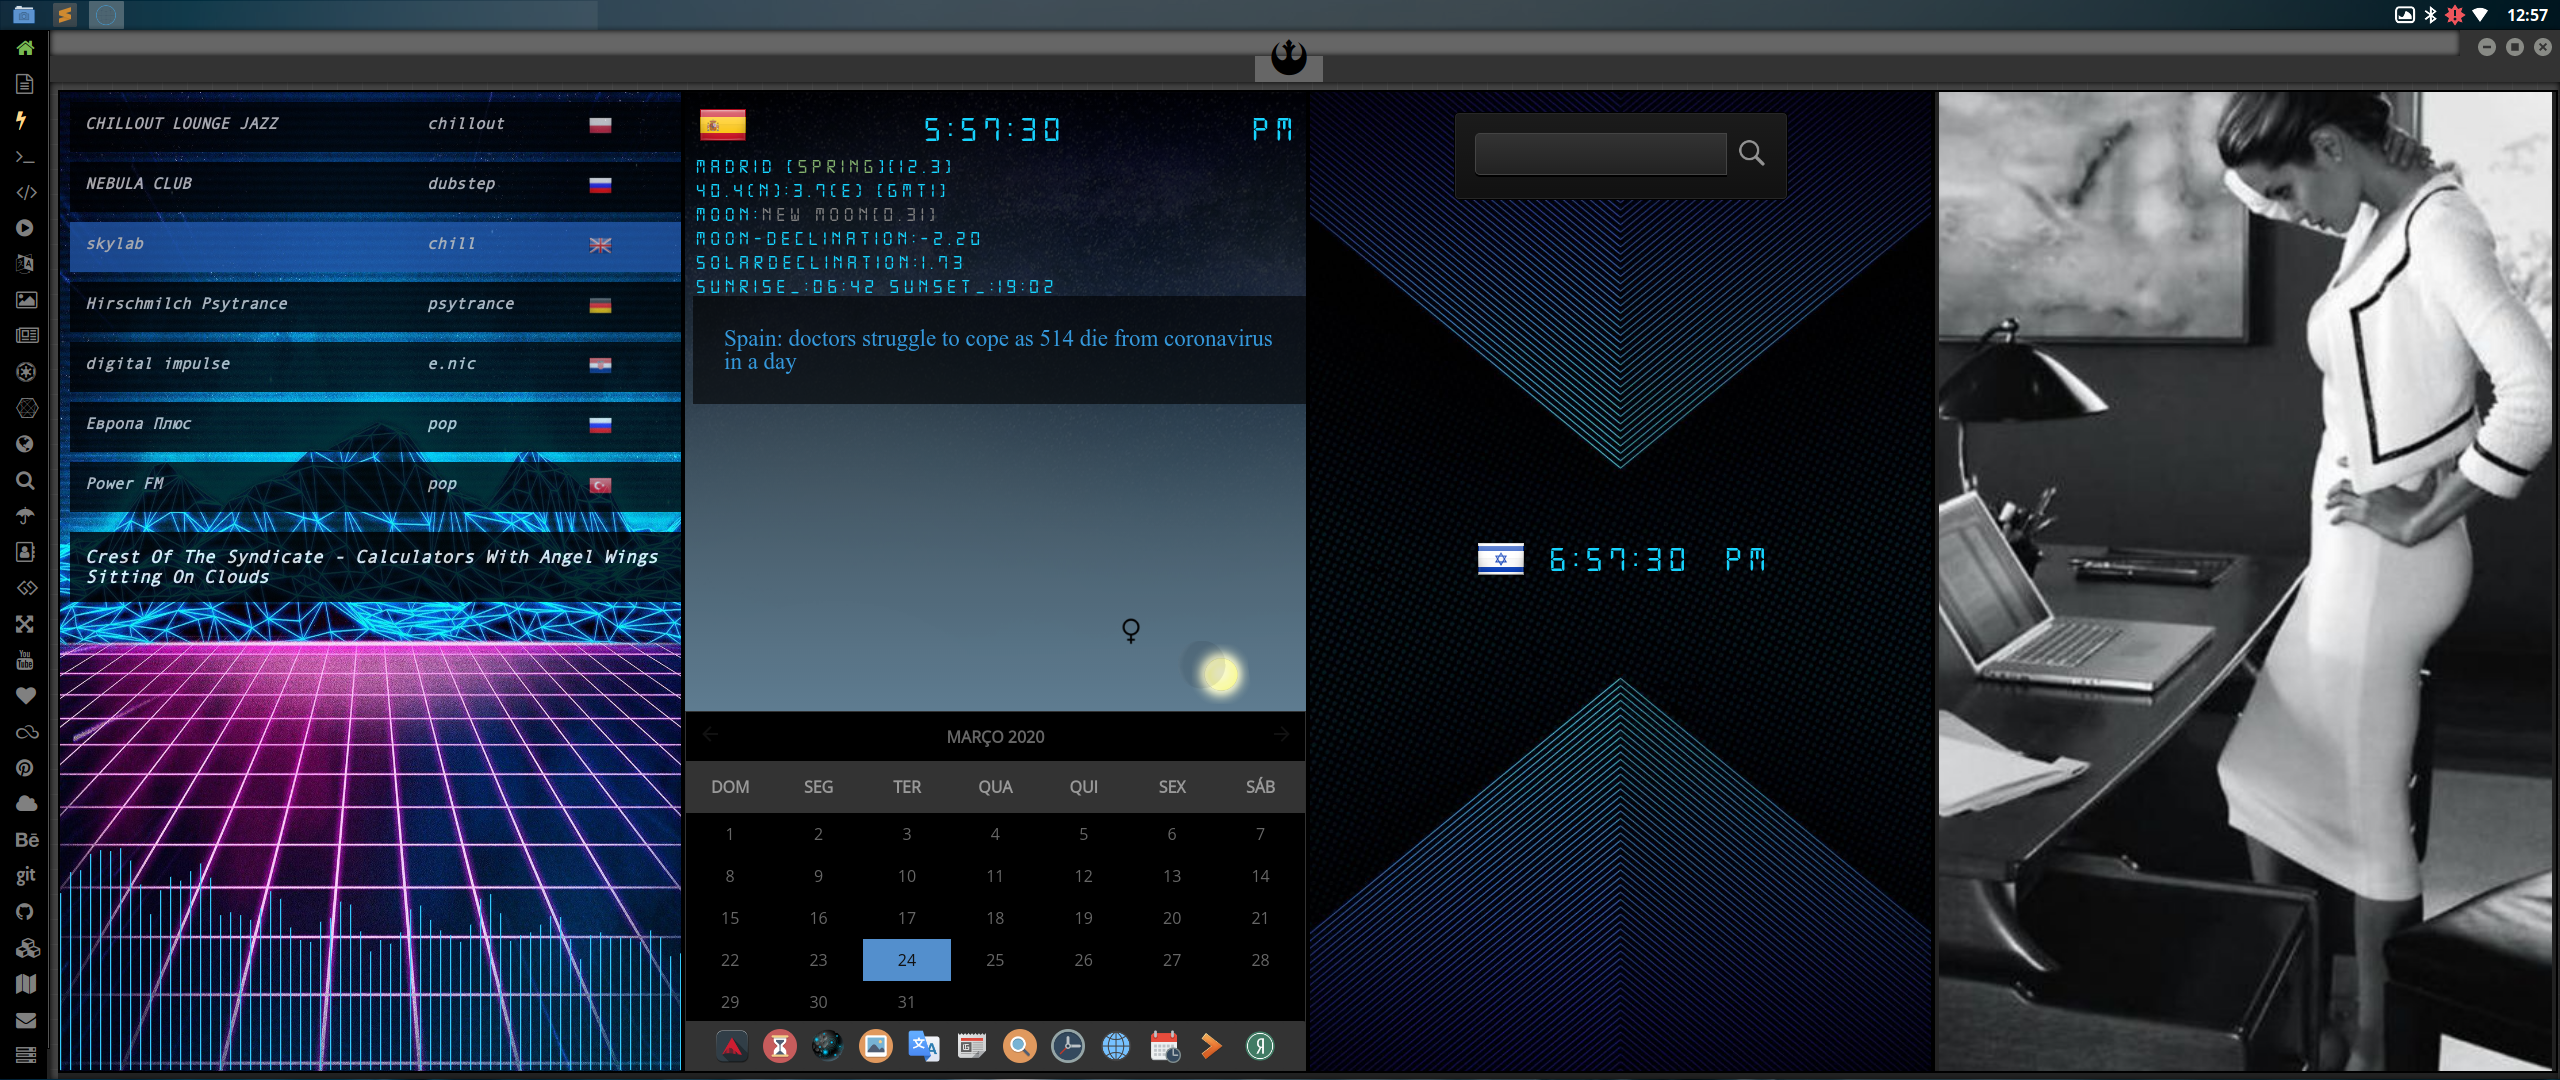 12:57
CHILLOUT LOUNGE JAZZ chillout
NEBULA CLUB dubstep
skylab chill
Hirschmilch Psytrance psytrance
digital impulse e.nic
Европа Плюс pop
Power FM pop
Crest Of The Syndicate - Calculators With Angel Wings
Sitting On Clouds
5:57:30 PM
MADRID [SPRING][12.3]
40.4(N):3.7(E) [GMT1]
MOON:NEW MOON[0.31]
MOON-DECLINATION:-2.20
SOLARDECLINATION:1.73
SUNRISE_:06:42 SUNSET_:19:02
Spain: doctors struggle to cope as 514 die from coronavirus
in a day
MARÇO 2020
DOM SEG TER QUA QUI SEX SÁB
1 2 3 4 5 6 7
8 9 10 11 12 13 14
15 16 17 18 19 20 21
22 23 24 25 26 27 28
29 30 31
6:57:30 PM
You
Tube
Bē
git
文 A
Я